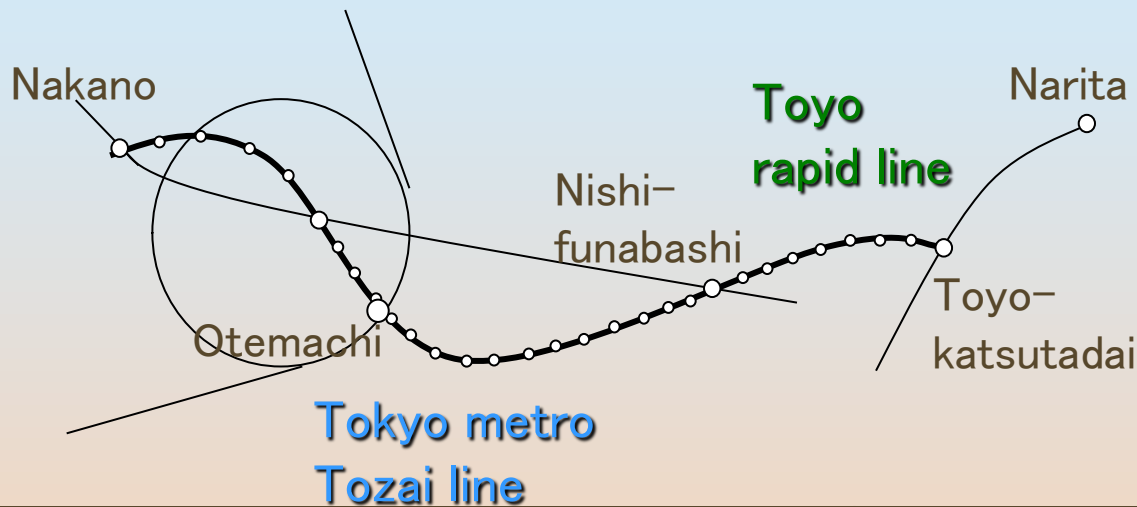 Nakano
Narita
Toyo
rapid line
Nishi-
funabashi
Toyo-
katsutadai
Otemachi
Tokyo metro
Tozai line